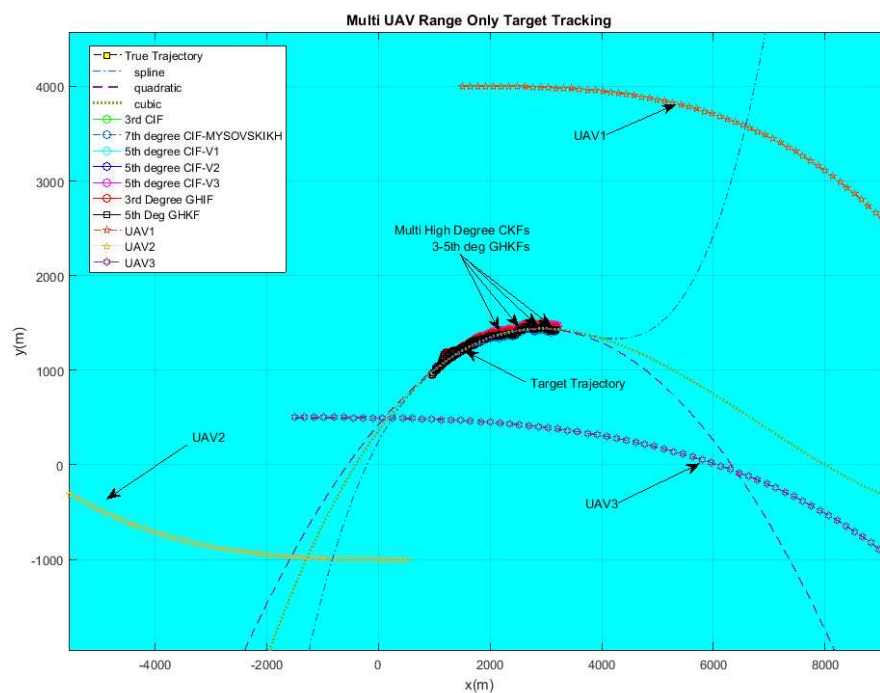 Multi UAV Range Only Target Tracking
True Trajectory
spline
quadratic
cubic
3rd CIF
7th degree CIF-MYSOVSKIKH
5th degree CIF-V1
5th degree CIF-V2
5th degree CIF-V3
3rd Degree GHIF
5th Deg GHKF
UAV1
UAV2
UAV3
UAV1
Multi High Degree CKFs
3-5th deg GHKFs
Target Trajectory
UAV2
UAV3
y(m)
4000
3000
2000
1000
0
-1000
-4000 -2000 0 2000 4000 6000 8000
x(m)